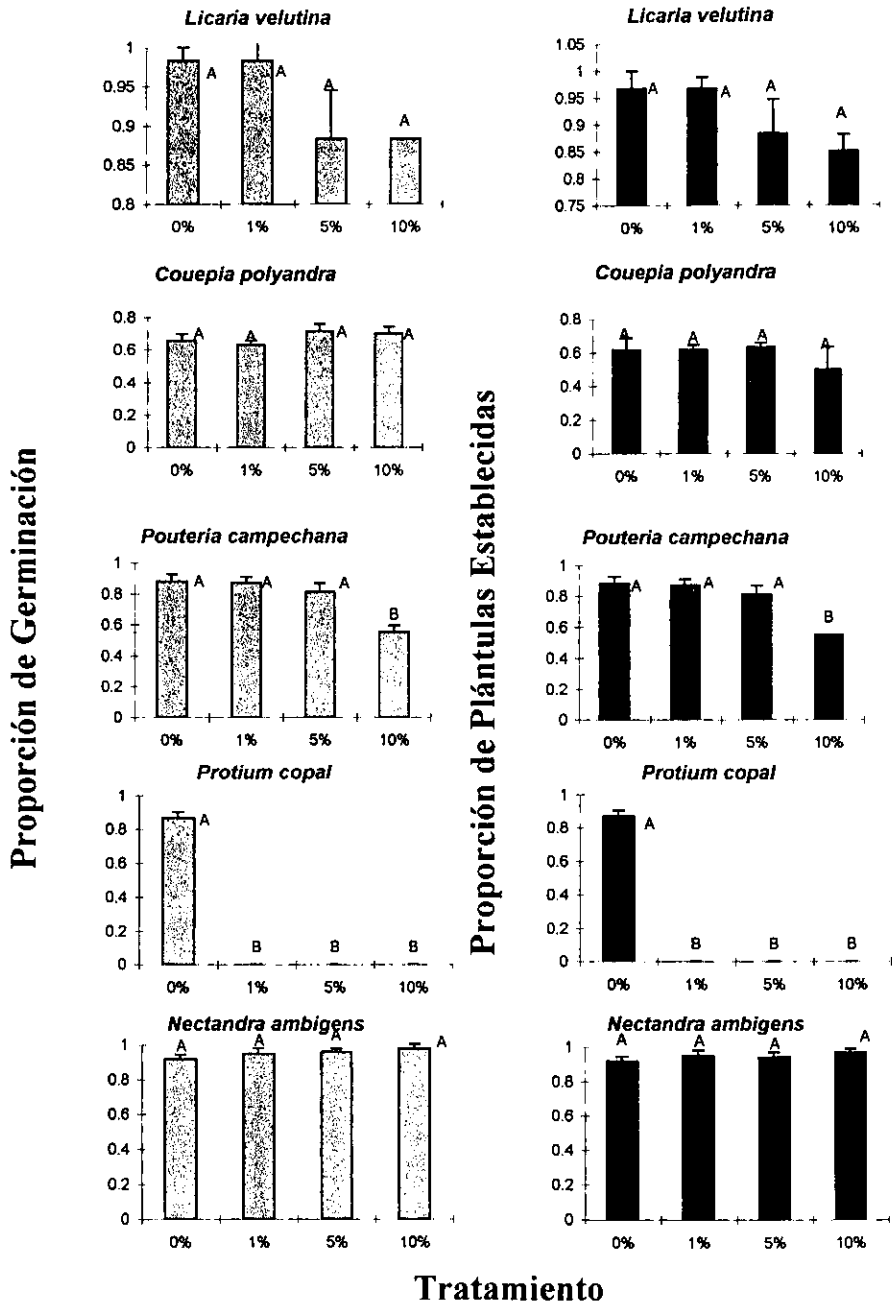 Licaria velutina
1
0.95
0.9
0.85
0.8
A A A A
0% 1% 5% 10%
Licaria velutina
1.05
1
0.95
0.9
0.85
0.8
0.75
A A A A
0% 1% 5% 10%
Couepia polyandra
0.8
0.6
0.4
0.2
0
A A A A
0% 1% 5% 10%
Couepia polyandra
0.8
0.6
0.4
0.2
0
A A A A
0% 1% 5% 10%
Pouteria campechana
1
0.8
0.6
0.4
0.2
0
A A A B
0% 1% 5% 10%
Pouteria campechana
1
0.8
0.6
0.4
0.2
0
A A A B
0% 1% 5% 10%
Protium copal
1
0.8
0.6
0.4
0.2
0
A B B B
0% 1% 5% 10%
Protium copal
1
0.8
0.6
0.4
0.2
0
A B B B
0% 1% 5% 10%
Nectandra ambigens
1
0.8
0.6
0.4
0.2
0
A A A A
0% 1% 5% 10%
Nectandra ambigens
1
0.8
0.6
0.4
0.2
0
A A A A
0% 1% 5% 10%
Proporción de Germinación
Proporción de Plántulas Establecidas
Tratamiento